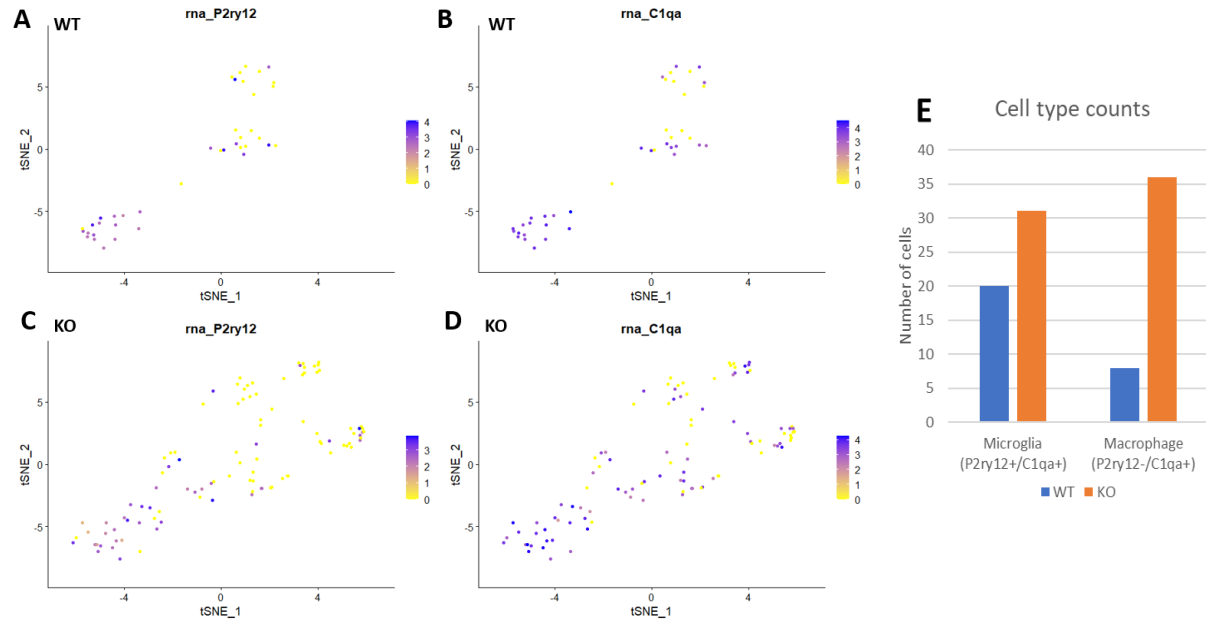 A
WT
rna_P2ry12
5
0
-5
tSNE_2
-4
0
4
tSNE_1
4
3
2
1
0
B
WT
rna_C1qa
5
0
-5
tSNE_2
-4
0
4
tSNE_1
4
3
2
1
0
C
KO
rna_P2ry12
5
0
-5
tSNE_2
-4
0
4
tSNE_1
3
2
1
0
D
KO
rna_C1qa
5
0
-5
tSNE_2
-4
0
4
tSNE_1
4
3
2
1
0
E
Cell type counts
40
35
30
25
20
15
10
5
0
Number of cells
Microglia
(P2ry12+/C1qa+)
Macrophage
(P2ry12-/C1qa+)
WT KO